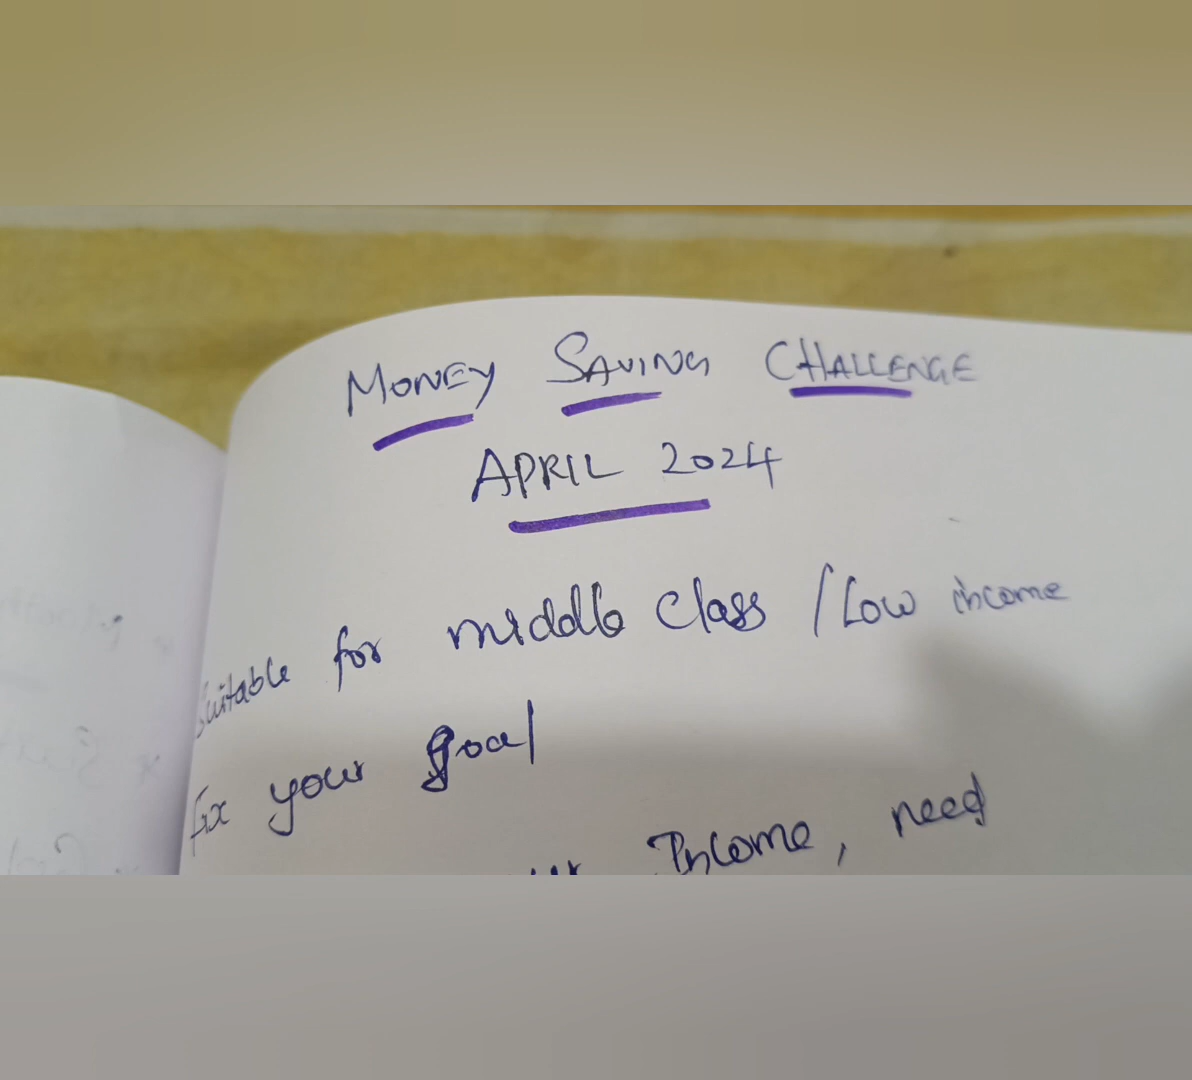 MONEY SAVING CHALLENGE
APRIL 2024
Suitable for middle class / Low income
Fix your goal
Income, need